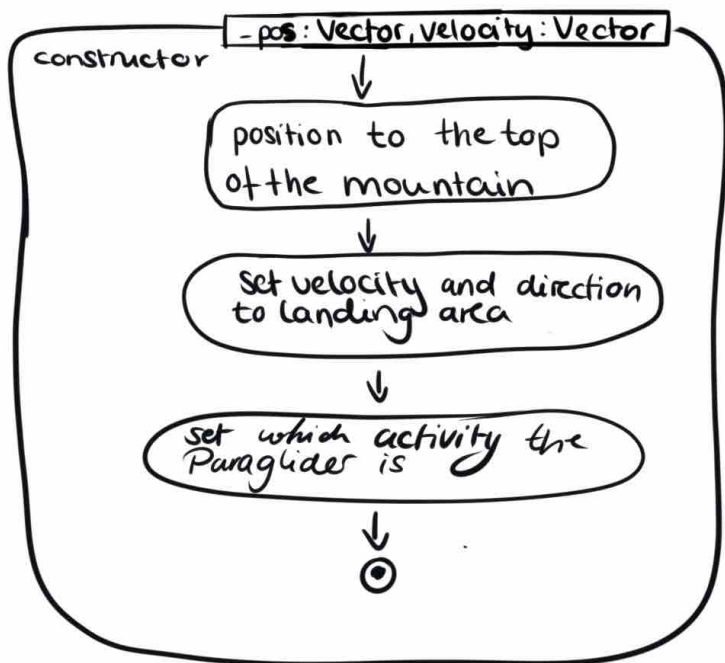 _pos: Vector, velocity: Vector
constructor
position to the top
of the mountain
set velocity and direction
to landing area
set which activity the
Paraglider is